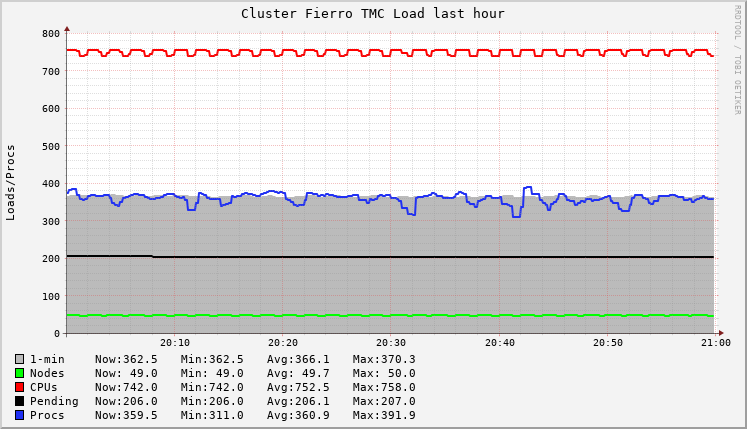 Cluster Fierro TMC Load last hour
RRDTOOL / TOBI OETIKER
Loads/Procs
800
700
600
500
400
300
200
100
0
20:10 20:20 20:30 20:40 20:50 21:00
1-min Now:362.5 Min:362.5 Avg:366.1 Max:370.3
Nodes Now: 49.0 Min: 49.0 Avg: 49.7 Max: 50.0
CPUs Now:742.0 Min:742.0 Avg:752.5 Max:758.0
Pending Now:206.0 Min:206.0 Avg:206.1 Max:207.0
Procs Now:359.5 Min:311.0 Avg:360.9 Max:391.9